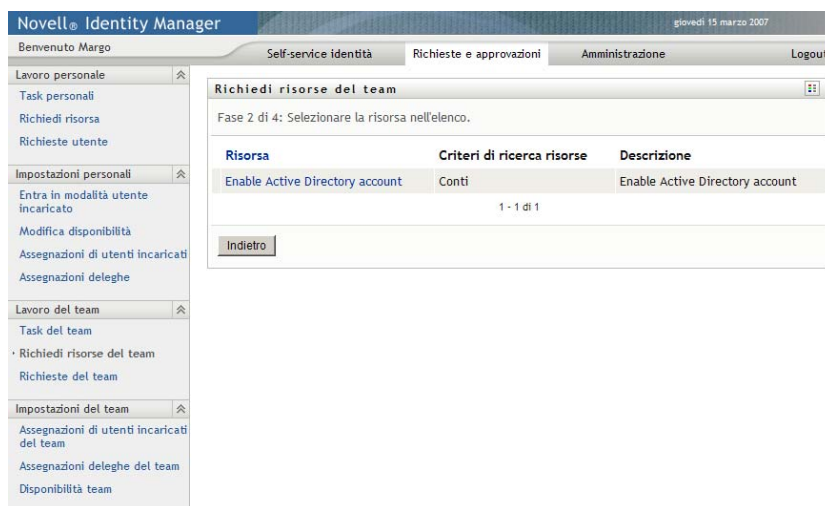 Novell® Identity Manager
giovedì 15 marzo 2007
Benvenuto Margo
Self-service identità
Richieste e approvazioni
Amministrazione
Logout
Lavoro personale
Task personali
Richiedi risorsa
Richieste utente
Impostazioni personali
Entra in modalità utente
incaricato
Modifica disponibilità
Assegnazioni di utenti incaricati
Assegnazioni deleghe
Lavoro del team
Task del team
· Richiedi risorse del team
Richieste del team
Impostazioni del team
Assegnazioni di utenti incaricati
del team
Assegnazioni deleghe del team
Disponibilità team
Richiedi risorse del team
Fase 2 di 4: Selezionare la risorsa nell'elenco.
Risorsa Criteri di ricerca risorse Descrizione
Enable Active Directory account Conti Enable Active Directory account
1 - 1 di 1
Indietro